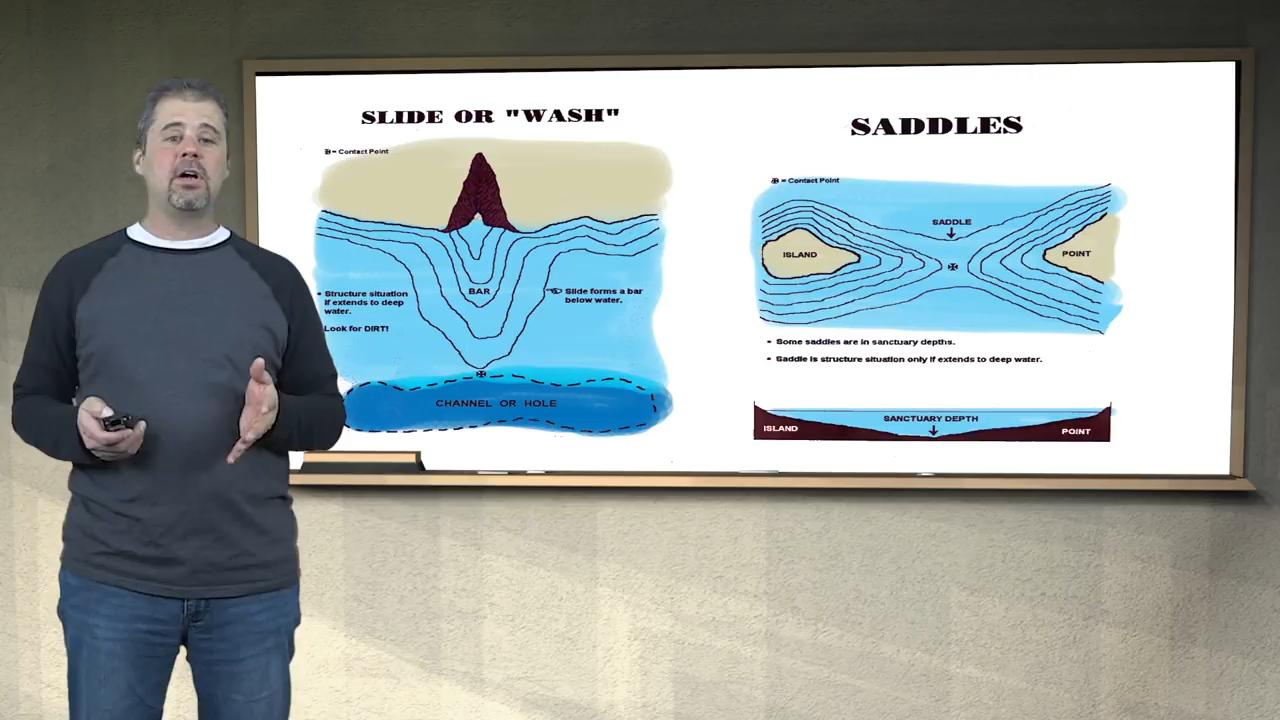 SLIDE OR "WASH"
✠ = Contact Point
BAR
• Structure situation
if extends to deep
water.
Look for DIRT!
Slide forms a bar
below water.
✠
CHANNEL OR HOLE
SADDLES
✠ = Contact Point
SADDLE
ISLAND
POINT
✠
• Some saddles are in sanctuary depths.
• Saddle is structure situation only if extends to deep water.
SANCTUARY DEPTH
ISLAND
POINT